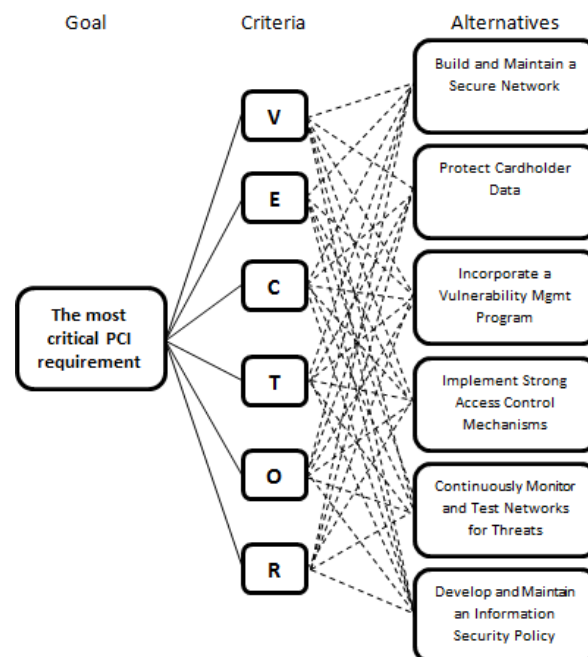 Goal
Criteria
Alternatives
The most
critical PCI
requirement
V
E
C
T
O
R
Build and Maintain a
Secure Network
Protect Cardholder
Data
Incorporate a
Vulnerability Mgmt
Program
Implement Strong
Access Control
Mechanisms
Continuously Monitor
and Test Networks
for Threats
Develop and Maintain
an Information
Security Policy